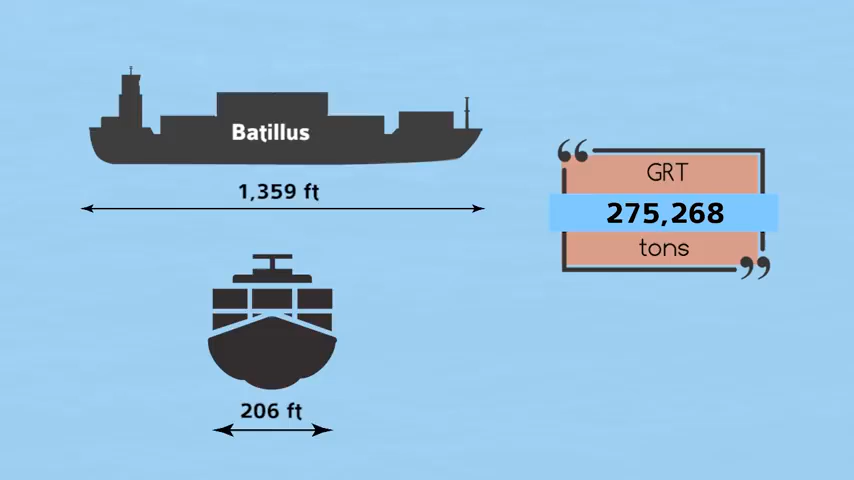 Batillus
1,359 ft
206 ft
“
GRT
275,268
tons
”